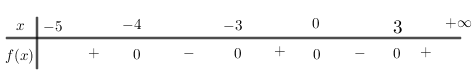 x −5 −4 −3 0 3 +∞
f(x) + 0 − 0 + 0 − 0 +